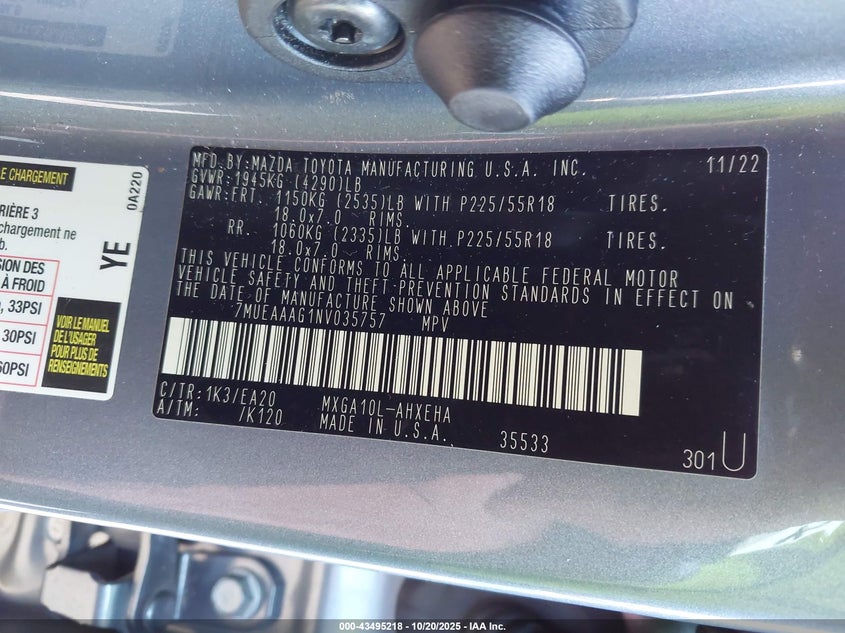 MFD.BY:MAZDA TOYOTA MANUFACTURING U.S.A. INC. 11/22
GVWR:1945KG (4290)LB
GAWR:FRT. 1150KG (2535)LB WITH P225/55R18 TIRES.
18.0x7.0 RIMS.
RR. 1060KG (2335)LB WITH P225/55R18 TIRES.
18.0x7.0 RIMS.
THIS VEHICLE CONFORMS TO ALL APPLICABLE FEDERAL MOTOR
VEHICLE SAFETY AND THEFT PREVENTION STANDARDS IN EFFECT ON
THE DATE OF MANUFACTURE SHOWN ABOVE
7MUEAAAG1NV035757 MPV
C/TR:1K3/EA20 MXGA10L-AHXEHA
A/TM: /K120 MADE IN U.S.A. 35533
301U
E CHARGEMENT
0A220
RIÈRE 3
chargement ne
b.
YE
SION DES
À FROID
33PSI
30PSI
60PSI
VOIR LE MANUEL
DE L'USAGER
POUR PLUS DE
RENSEIGNEMENTS
000-43495218 - 10/20/2025 - IAA Inc.